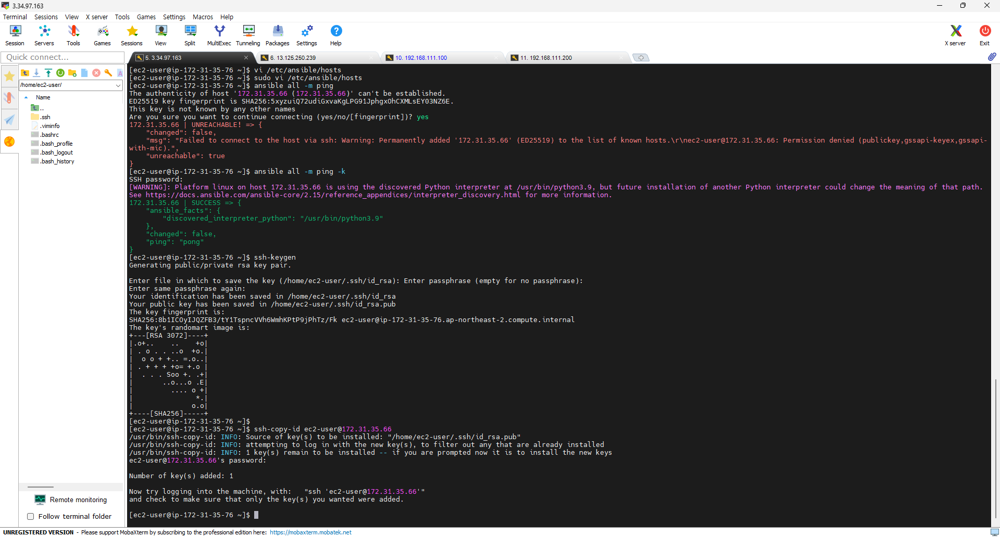 3.34.97.163
Terminal Sessions View X server Tools Games Settings Macros Help
Session Servers Tools Games Sessions View Split MultiExec Tunneling Packages Settings Help X server Exit
Quick connect...
5. 3.34.97.163
6. 13.125.250.239
10. 192.168.111.100
11. 192.168.111.200
/home/ec2-user/
Name
..
.ssh
.viminfo
.bashrc
.bash_profile
.bash_logout
.bash_history
Remote monitoring
Follow terminal folder
[ec2-user@ip-172-31-35-76 ~]$ vi /etc/ansible/hosts
[ec2-user@ip-172-31-35-76 ~]$ sudo vi /etc/ansible/hosts
[ec2-user@ip-172-31-35-76 ~]$ ansible all -m ping
The authenticity of host '172.31.35.66 (172.31.35.66)' can't be established.
ED25519 key fingerprint is SHA256:5xyzuiQ72udiGxvaKgLPG91JphgxOhCXMLsEY03NZ6E.
This key is not known by any other names
Are you sure you want to continue connecting (yes/no/[fingerprint])? yes
172.31.35.66 | UNREACHABLE! => {
    "changed": false,
    "msg": "Failed to connect to the host via ssh: Warning: Permanently added '172.31.35.66' (ED25519) to the list of known hosts.\r\nec2-user@172.31.35.66: Permission denied (publickey,gssapi-keyex,gssapi-
with-mic).",
    "unreachable": true
}
[ec2-user@ip-172-31-35-76 ~]$ ansible all -m ping -k
SSH password:
[WARNING]: Platform linux on host 172.31.35.66 is using the discovered Python interpreter at /usr/bin/python3.9, but future installation of another Python interpreter could change the meaning of that path.
See https://docs.ansible.com/ansible-core/2.15/reference_appendices/interpreter_discovery.html for more information.
172.31.35.66 | SUCCESS => {
    "ansible_facts": {
        "discovered_interpreter_python": "/usr/bin/python3.9"
    },
    "changed": false,
    "ping": "pong"
}
[ec2-user@ip-172-31-35-76 ~]$ ssh-keygen
Generating public/private rsa key pair.
Enter file in which to save the key (/home/ec2-user/.ssh/id_rsa): Enter passphrase (empty for no passphrase):
Enter same passphrase again:
Your identification has been saved in /home/ec2-user/.ssh/id_rsa
Your public key has been saved in /home/ec2-user/.ssh/id_rsa.pub
The key fingerprint is:
SHA256:8b1ICOyIJQZFB3/tY1TspncVVh6WmhKPtP9jPhTz/Fk ec2-user@ip-172-31-35-76.ap-northeast-2.compute.internal
The key's randomart image is:
+---[RSA 3072]----+
|.o+..    ..    +o|
| . o . . ..o  +o.|
|  o o + +.. =.o..|
| . + + + +o= +.o |
|  . . . Soo +. .+|
|       ..o...o .E|
|         .... o +|
|               *.|
|              o.o|
+----[SHA256]-----+
[ec2-user@ip-172-31-35-76 ~]$
[ec2-user@ip-172-31-35-76 ~]$ ssh-copy-id ec2-user@172.31.35.66
/usr/bin/ssh-copy-id: INFO: Source of key(s) to be installed: "/home/ec2-user/.ssh/id_rsa.pub"
/usr/bin/ssh-copy-id: INFO: attempting to log in with the new key(s), to filter out any that are already installed
/usr/bin/ssh-copy-id: INFO: 1 key(s) remain to be installed -- if you are prompted now it is to install the new keys
ec2-user@172.31.35.66's password:
Number of key(s) added: 1
Now try logging into the machine, with:   "ssh 'ec2-user@172.31.35.66'"
and check to make sure that only the key(s) you wanted were added.
[ec2-user@ip-172-31-35-76 ~]$
UNREGISTERED VERSION - Please support MobaXterm by subscribing to the professional edition here: https://mobaxterm.mobatek.net